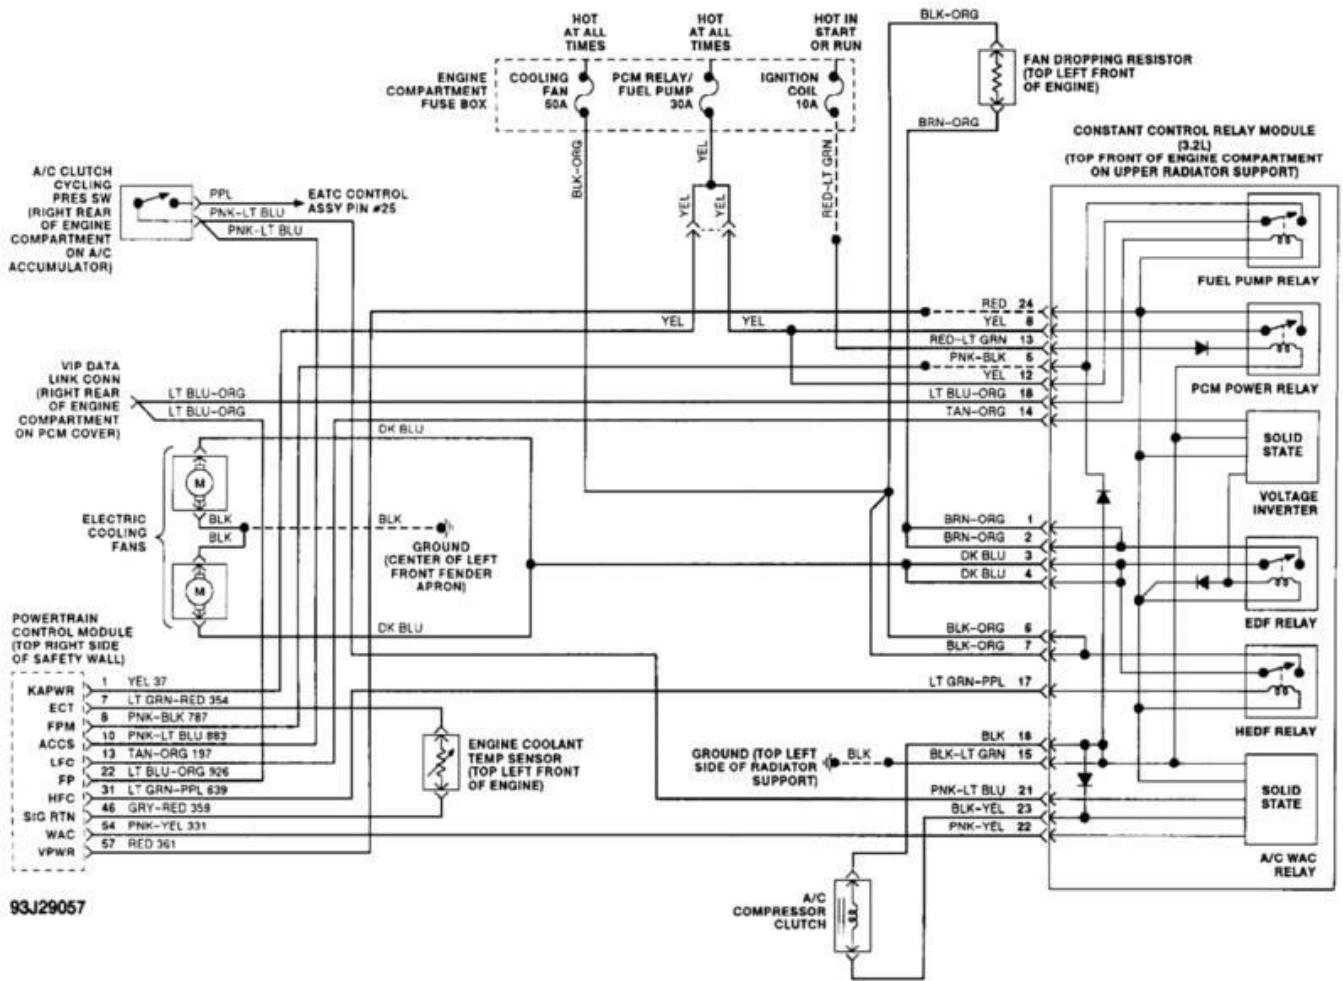 BLK-ORG
HOT
AT ALL
TIMES
HOT
AT ALL
TIMES
HOT IN
START
OR RUN
ENGINE
COMPARTMENT
FUSE BOX
COOLING
FAN
50A
PCM RELAY/
FUEL PUMP
30A
IGNITION
COIL
10A
FAN DROPPING RESISTOR
(TOP LEFT FRONT
OF ENGINE)
BRN-ORG
CONSTANT CONTROL RELAY MODULE
(3.2L)
(TOP FRONT OF ENGINE COMPARTMENT
ON UPPER RADIATOR SUPPORT)
BLK-ORG
YEL
RED-LT GRN
YEL
YEL
A/C CLUTCH
CYCLING
PRES SW
(RIGHT REAR
OF ENGINE
COMPARTMENT
ON A/C
ACCUMULATOR)
PPL
EATC CONTROL
ASSY PIN #25
PNK-LT BLU
PNK-LT BLU
FUEL PUMP RELAY
RED 24
YEL
YEL
YEL 8
RED-LT GRN 13
PNK-BLK 5
YEL 12
LT BLU-ORG 18
TAN-ORG 14
PCM POWER RELAY
VIP DATA
LINK CONN
(RIGHT REAR
OF ENGINE
COMPARTMENT
ON PCM COVER)
LT BLU-ORG
LT BLU-ORG
DK BLU
SOLID
STATE
VOLTAGE
INVERTER
M
ELECTRIC
COOLING
FANS
BLK
BLK
BLK
GROUND
(CENTER OF LEFT
FRONT FENDER
APRON)
M
DK BLU
BRN-ORG 1
BRN-ORG 2
DK BLU 3
DK BLU 4
EDF RELAY
BLK-ORG 6
BLK-ORG 7
LT GRN-PPL 17
HEDF RELAY
POWERTRAIN
CONTROL MODULE
(TOP RIGHT SIDE
OF SAFETY WALL)
KAPWR 1 YEL 37
ECT 7 LT GRN-RED 354
FPM 8 PNK-BLK 787
ACCS 10 PNK-LT BLU 883
LFC 13 TAN-ORG 197
FP 22 LT BLU-ORG 926
HFC 31 LT GRN-PPL 639
SIG RTN 46 GRY-RED 359
WAC 54 PNK-YEL 331
VPWR 57 RED 361
ENGINE COOLANT
TEMP SENSOR
(TOP LEFT FRONT
OF ENGINE)
GROUND (TOP LEFT
SIDE OF RADIATOR
SUPPORT)
BLK
BLK 16
BLK-LT GRN 15
PNK-LT BLU 21
BLK-YEL 23
PNK-YEL 22
SOLID
STATE
A/C WAC
RELAY
A/C
COMPRESSOR
CLUTCH
93J29057